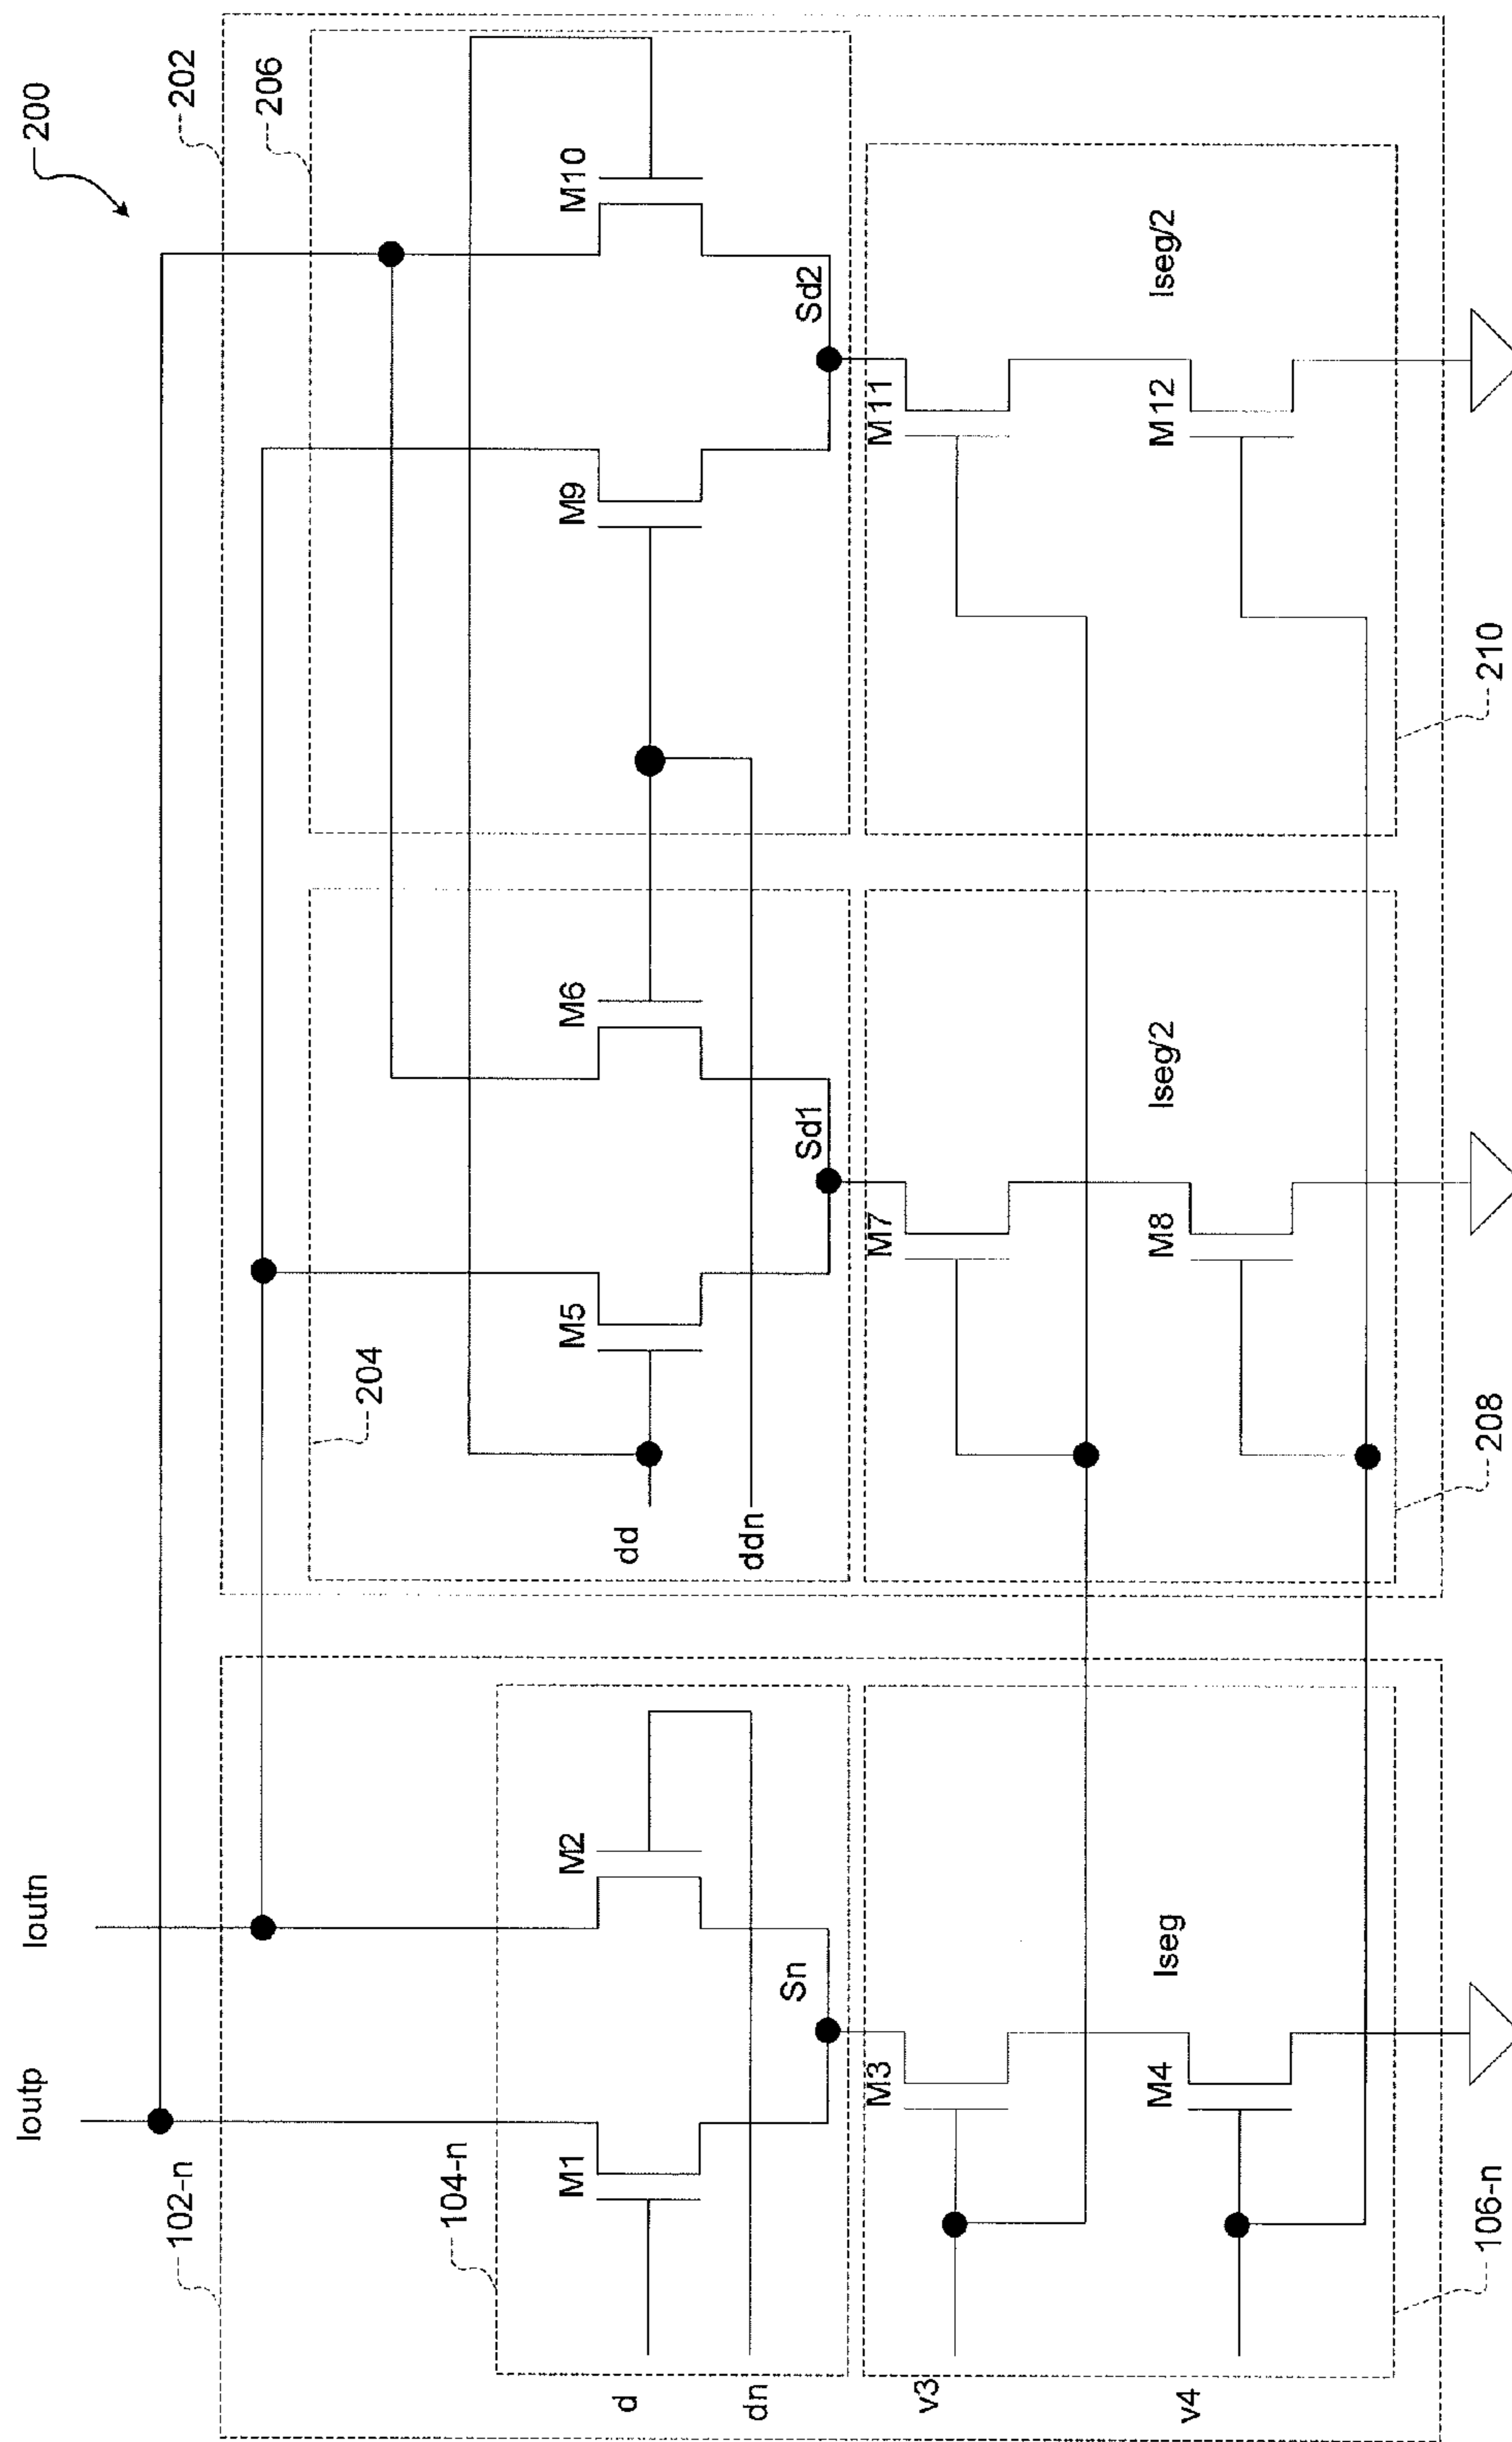 200
202
206
Ioutp
Ioutn
102-n
104-n
204
M1
M2
M5
M6
M9
M10
d
dn
dd
ddn
Sn
Sd1
Sd2
v3
M3
M7
M11
v4
M4
Iseg
M8
Iseg/2
M12
Iseg/2
106-n
208
210